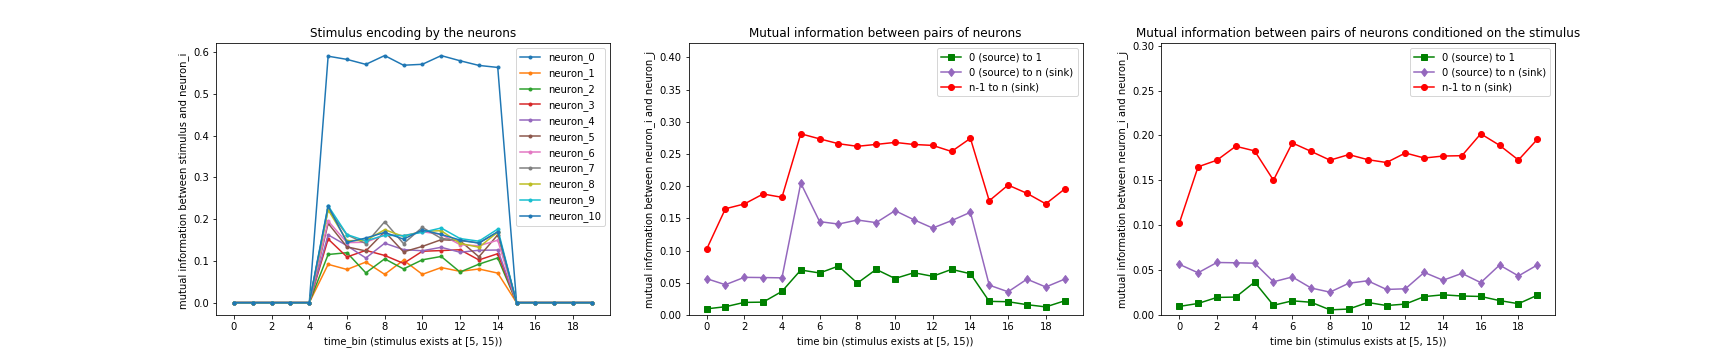 Stimulus encoding by the neurons
mutual information between stimulus and neuron_i
0.6
0.5
0.4
0.3
0.2
0.1
0.0
0 2 4 6 8 10 12 14 16 18
time_bin (stimulus exists at [5, 15))
neuron_0
neuron_1
neuron_2
neuron_3
neuron_4
neuron_5
neuron_6
neuron_7
neuron_8
neuron_9
neuron_10
Mutual information between pairs of neurons
mutual information between neuron_i and neuron_j
0.40
0.35
0.30
0.25
0.20
0.15
0.10
0.05
0.00
0 2 4 6 8 10 12 14 16 18
time bin (stimulus exists at [5, 15))
0 (source) to 1
0 (source) to n (sink)
n-1 to n (sink)
Mutual information between pairs of neurons conditioned on the stimulus
mutual information between neuron_i and neuron_j
0.30
0.25
0.20
0.15
0.10
0.05
0.00
0 2 4 6 8 10 12 14 16 18
time bin (stimulus exists at [5, 15))
0 (source) to 1
0 (source) to n (sink)
n-1 to n (sink)